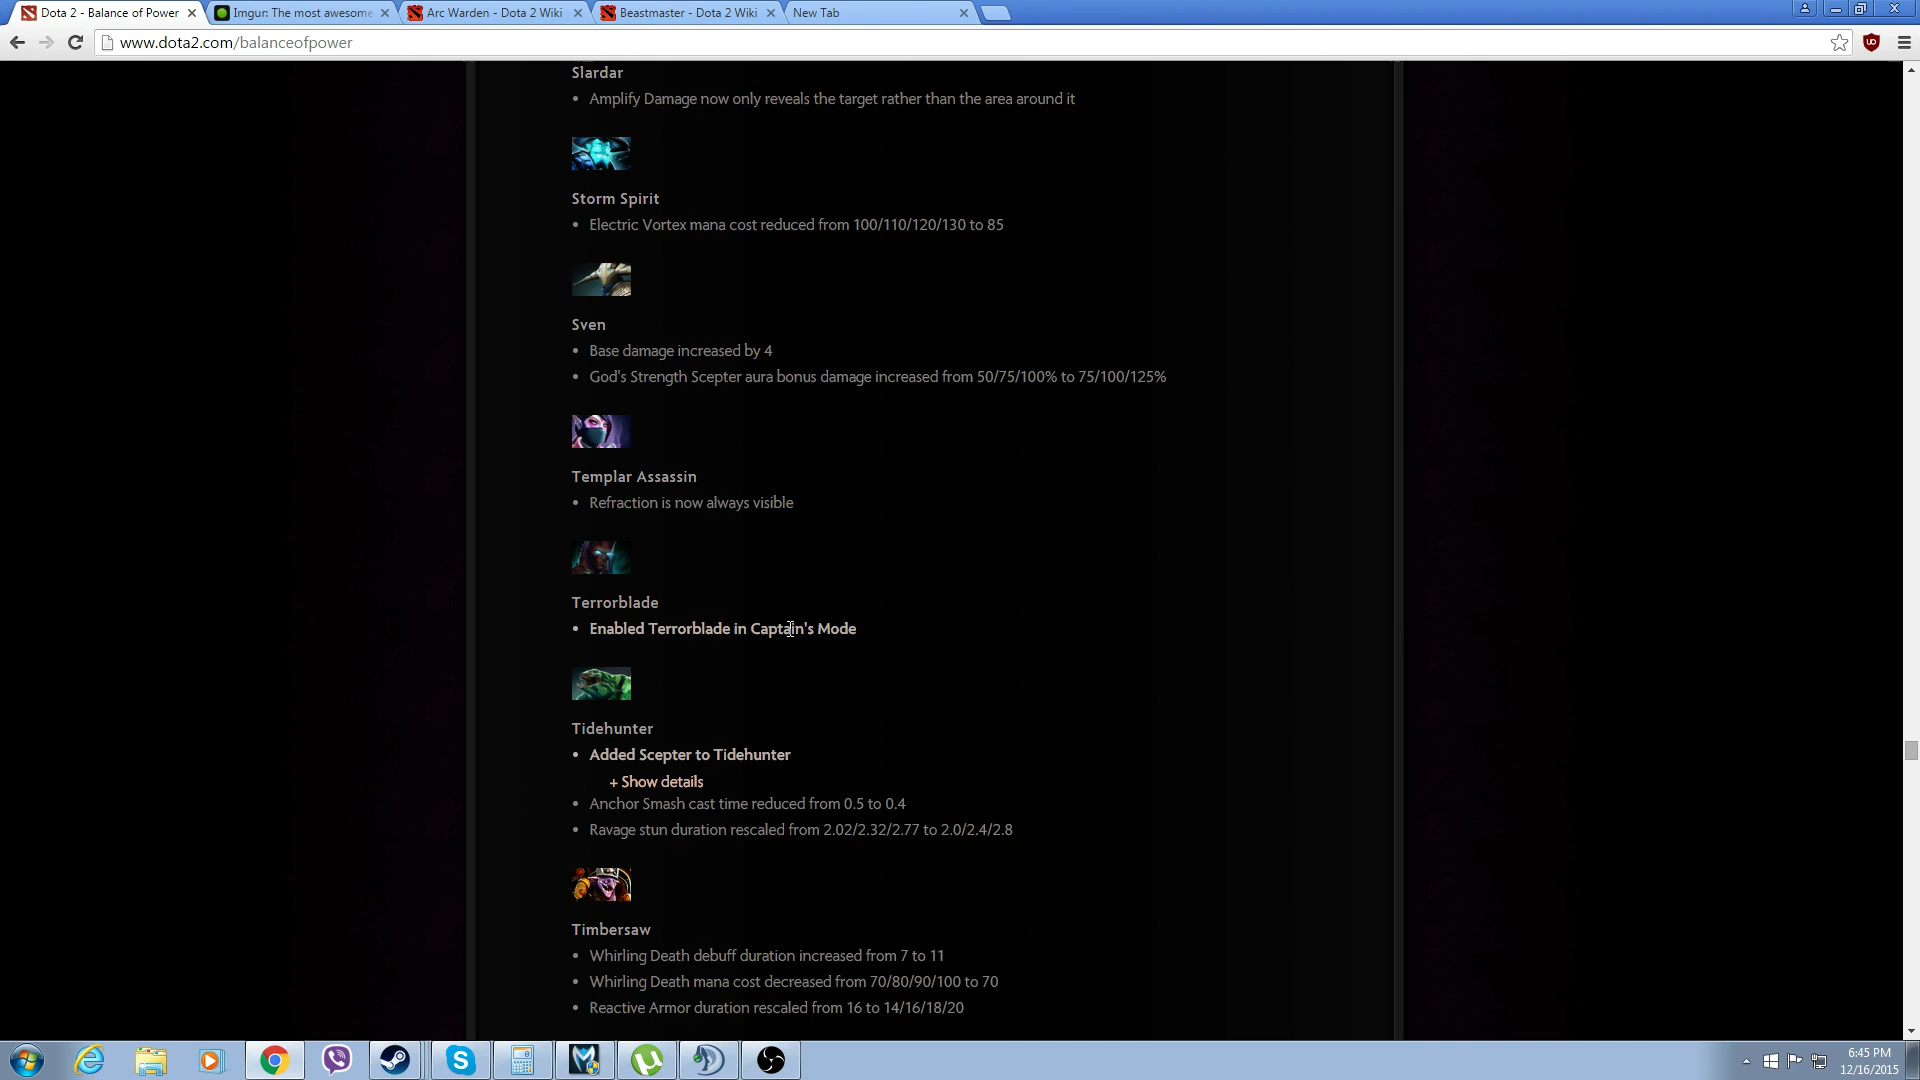 Dota 2 - Balance of Power
Imgur: The most awesome
Arc Warden - Dota 2 Wiki
Beastmaster - Dota 2 Wiki
New Tab
www.dota2.com/balanceofpower
Slardar
• Amplify Damage now only reveals the target rather than the area around it
Storm Spirit
• Electric Vortex mana cost reduced from 100/110/120/130 to 85
Sven
• Base damage increased by 4
• God's Strength Scepter aura bonus damage increased from 50/75/100% to 75/100/125%
Templar Assassin
• Refraction is now always visible
Terrorblade
• Enabled Terrorblade in Captain's Mode
Tidehunter
• Added Scepter to Tidehunter
+ Show details
• Anchor Smash cast time reduced from 0.5 to 0.4
• Ravage stun duration rescaled from 2.02/2.32/2.77 to 2.0/2.4/2.8
Timbersaw
• Whirling Death debuff duration increased from 7 to 11
• Whirling Death mana cost decreased from 70/80/90/100 to 70
• Reactive Armor duration rescaled from 16 to 14/16/18/20
6:45 PM
12/16/2015